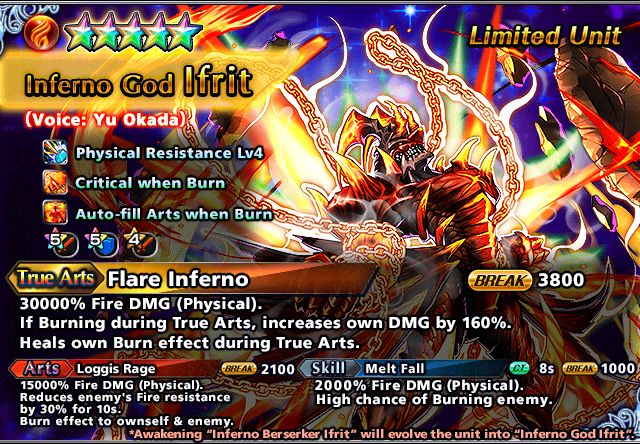 Limited Unit
Inferno God Ifrit
(Voice: Yu Okada)
Physical Resistance Lv4
Critical when Burn
Auto-fill Arts when Burn
5 5 4
True Arts Flare Inferno BREAK 3800
30000% Fire DMG (Physical).
If Burning during True Arts, increases own DMG by 160%.
Heals own Burn effect during True Arts.
Arts Loggis Rage BREAK 2100
15000% Fire DMG (Physical).
Reduces enemy's Fire resistance
by 30% for 10s.
Burn effect to ownself & enemy.
Skill Melt Fall CT 8s BREAK 1000
2000% Fire DMG (Physical).
High chance of Burning enemy.
*Awakening "Inferno Berserker Ifrit" will evolve the unit into "Inferno God Ifrit"